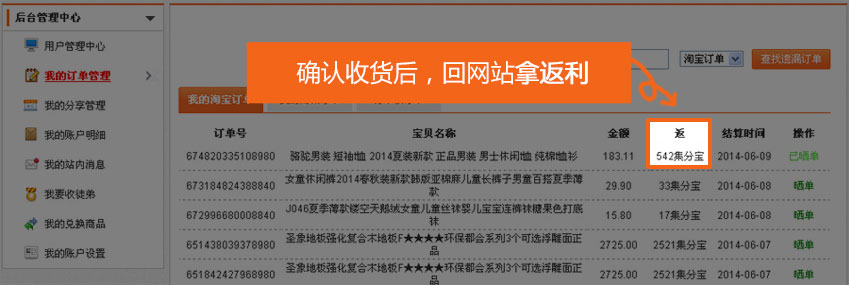 后台管理中心
用户管理中心
我的订单管理
我的分享管理
我的账户明细
我的站内消息
我要收徒弟
我的兑换商品
我的账户设置
确认收货后，回网站拿返利
淘宝订单
查找遗漏订单
我的淘宝订单
订单号 宝贝名称 金额 返 结算时间 操作
674820335108980 骆驼男装 短袖t恤 2014夏装新款 正品男装 男士休闲t恤 纯棉t恤衫 183.11 542集分宝 2014-06-09 已晒单
673184824388840 女童休闲裤2014春秋装新款韩版亚棉麻儿童长裤子男童百搭夏季薄款 29.90 33集分宝 2014-06-08 晒单
672996680008840 J046夏季薄款镂空天鹅绒女童儿童丝袜婴儿宝宝连裤袜糖果色打底袜 15.80 17集分宝 2014-06-08 晒单
651438039378980 圣象地板强化复合木地板F★★★★环保都会系列3个可选浮雕面正品 2725.00 2521集分宝 2014-06-07 晒单
651842427968980 圣象地板强化复合木地板F★★★★环保都会系列3个可选浮雕面正品 2725.00 2521集分宝 2014-06-07 晒单